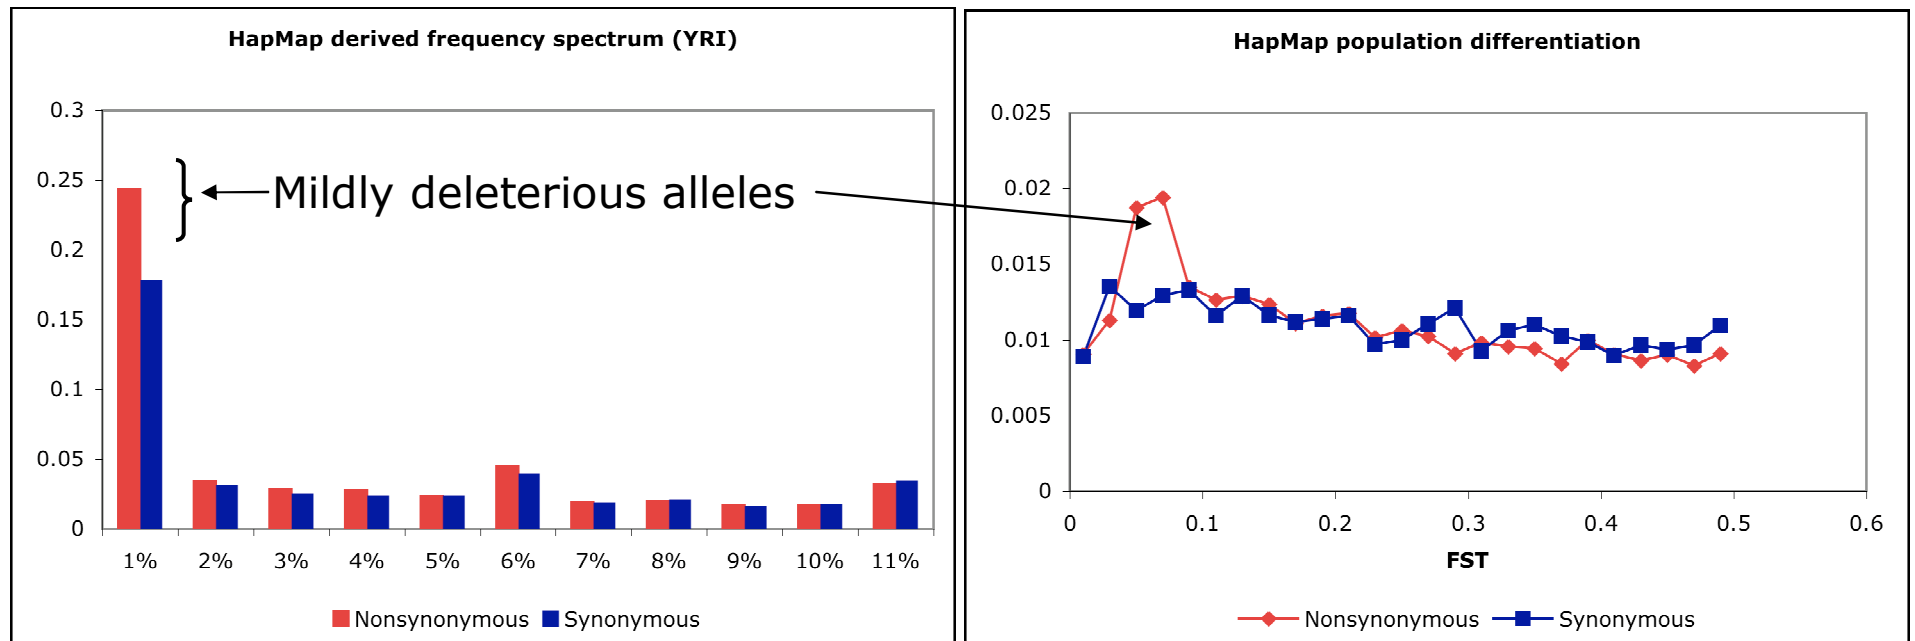 HapMap derived frequency spectrum (YRI)
0.3
0.25
0.2
0.15
0.1
0.05
0
1% 2% 3% 4% 5% 6% 7% 8% 9% 10% 11%
Nonsynonymous Synonymous
Mildly deleterious alleles
HapMap population differentiation
0.025
0.02
0.015
0.01
0.005
0
0 0.1 0.2 0.3 0.4 0.5 0.6
FST
Nonsynonymous Synonymous